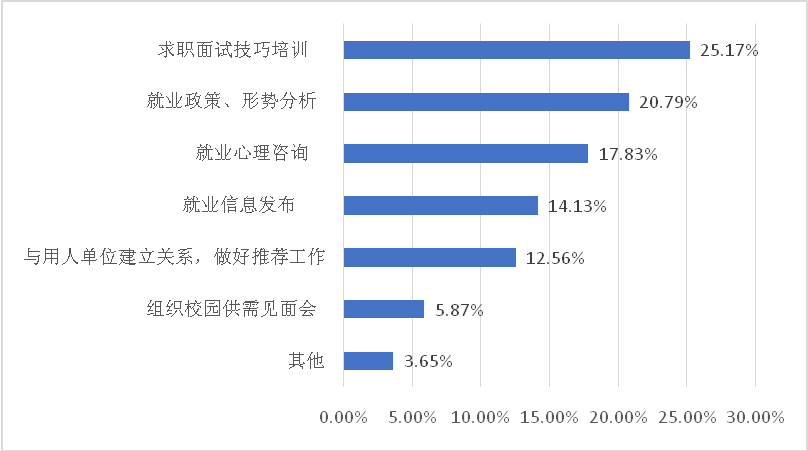 求职面试技巧培训 25.17%
就业政策、形势分析 20.79%
就业心理咨询 17.83%
就业信息发布 14.13%
与用人单位建立关系，做好推荐工作 12.56%
组织校园供需见面会 5.87%
其他 3.65%
0.00% 5.00% 10.00% 15.00% 20.00% 25.00% 30.00%